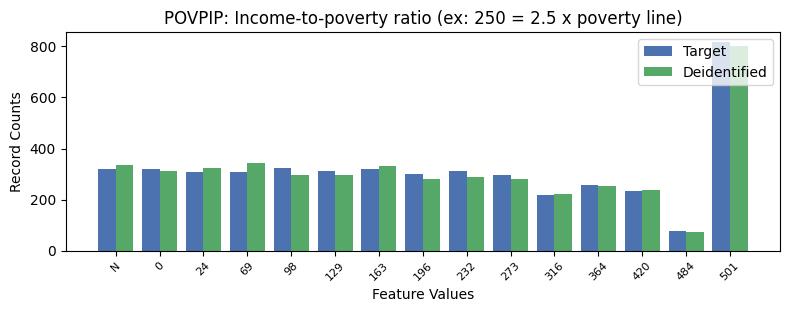 POVPIP: Income-to-poverty ratio (ex: 250 = 2.5 x poverty line)
Record Counts
800
600
400
200
0
Target
Deidentified
N 0 24 69 98 129 163 196 232 273 316 364 420 484 501
Feature Values